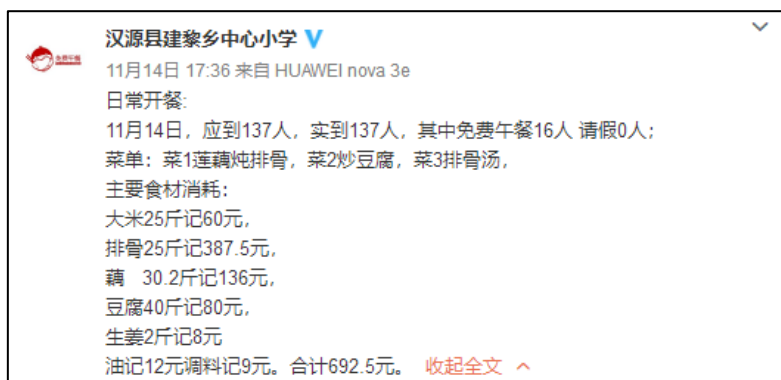 汉源县建黎乡中心小学 V
免费午餐
11月14日 17:36 来自 HUAWEI nova 3e
日常开餐:
11月14日，应到137人，实到137人，其中免费午餐16人 请假0人；
菜单：菜1莲藕炖排骨，菜2炒豆腐，菜3排骨汤，
主要食材消耗：
大米25斤记60元，
排骨25斤记387.5元，
藕 30.2斤记136元，
豆腐40斤记80元，
生姜2斤记8元
油记12元调料记9元。合计692.5元。 收起全文